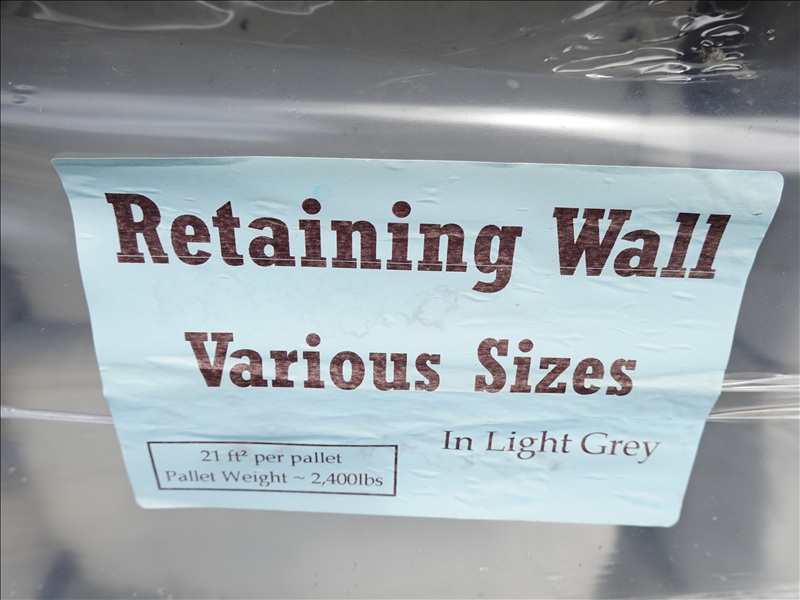 Retaining Wall
Various Sizes
In Light Grey
21 ft² per pallet
Pallet Weight ~ 2,400lbs